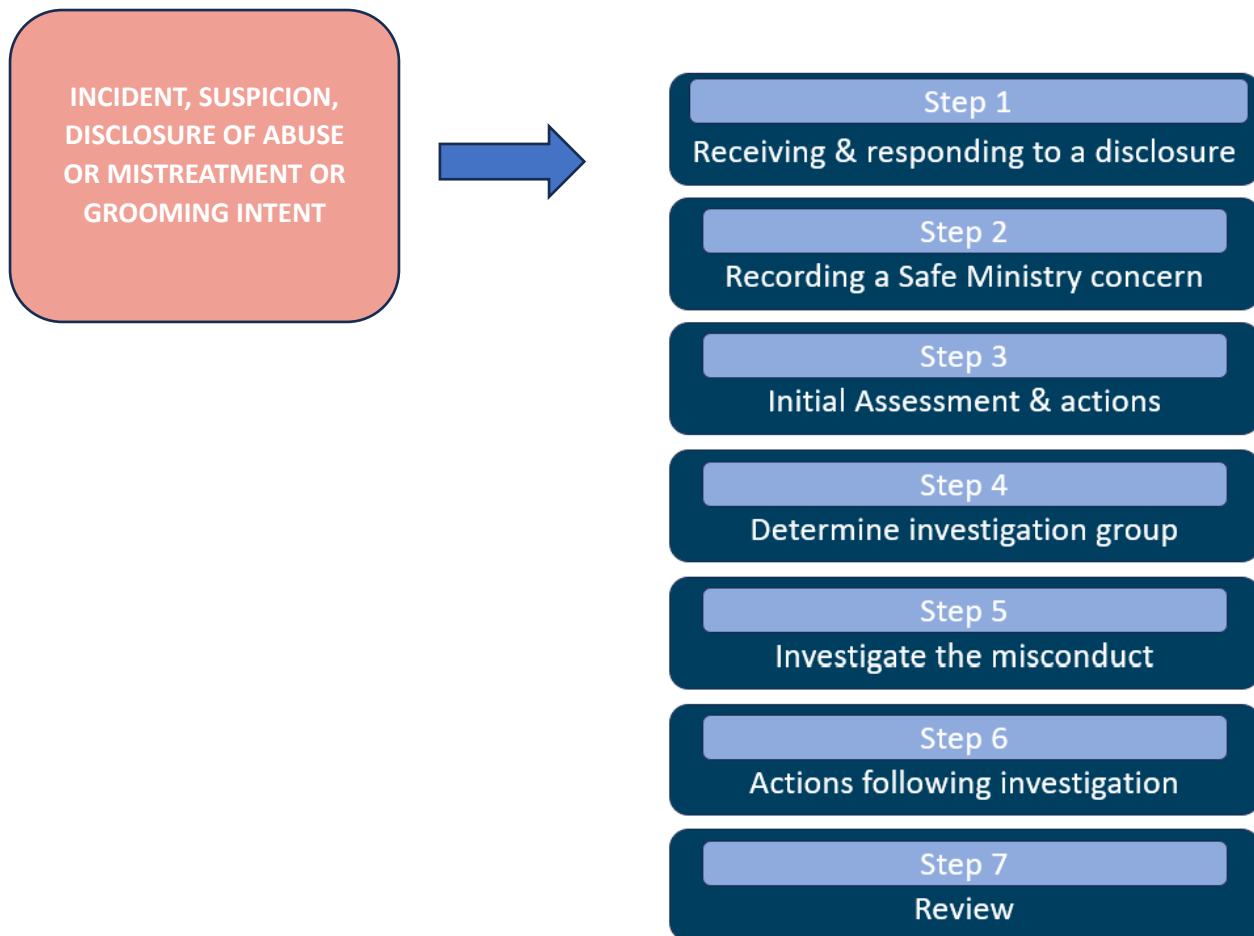 INCIDENT, SUSPICION,
DISCLOSURE OF ABUSE
OR MISTREATMENT OR
GROOMING INTENT
Step 1
Receiving & responding to a disclosure
Step 2
Recording a Safe Ministry concern
Step 3
Initial Assessment & actions
Step 4
Determine investigation group
Step 5
Investigate the misconduct
Step 6
Actions following investigation
Step 7
Review